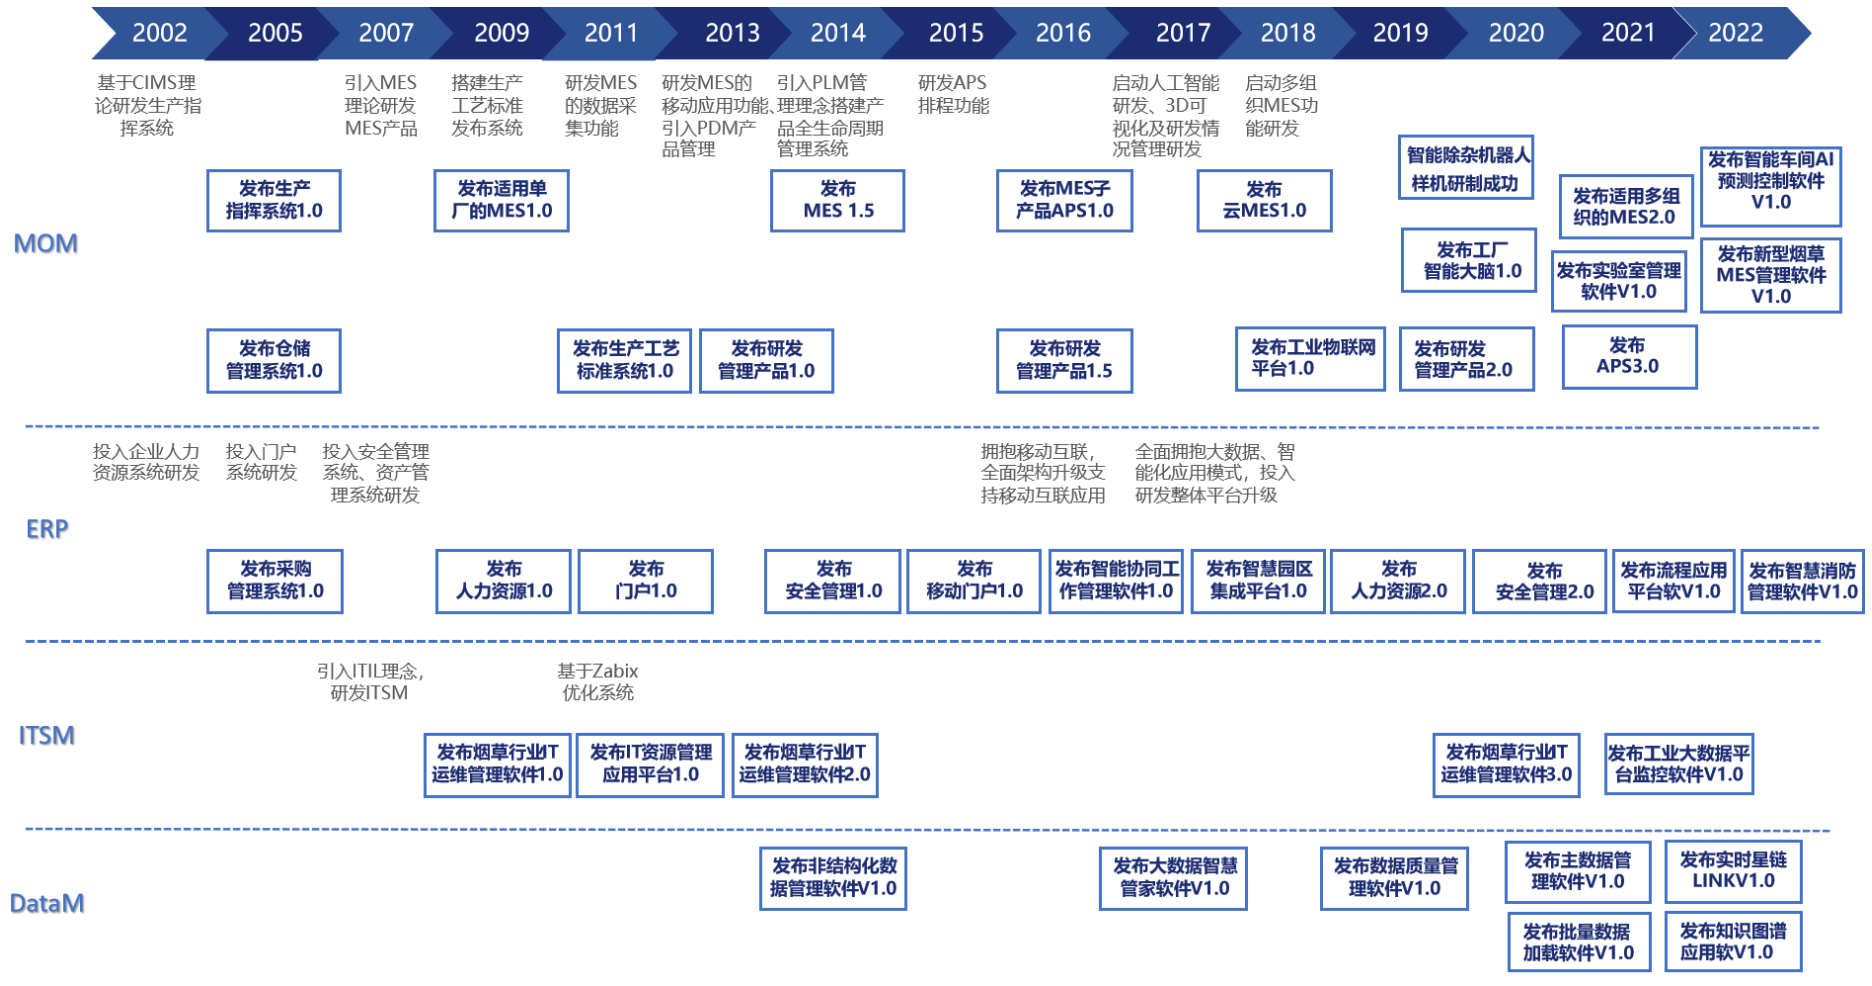 2002
2005
2007
2009
2011
2013
2014
2015
2016
2017
2018
2019
2020
2021
2022
基于CIMS理
论研发生产指
挥系统
引入MES
理论研发
MES产品
搭建生产
工艺标准
发布系统
研发MES
的数据采
集功能
研发MES的
移动应用功能、
引入PDM产
品管理
引入PLM管
理理念搭建产
品全生命周期
管理系统
研发APS
排程功能
启动人工智能
研发、3D可
视化及研发情
况管理研发
启动多组
织MES功
能研发
MOM
发布生产
指挥系统1.0
发布适用单
厂的MES1.0
发布
MES 1.5
发布MES子
产品APS1.0
发布
云MES1.0
智能除杂机器人
样机研制成功
发布工厂
智能大脑1.0
发布适用多组
织的MES2.0
发布实验室管理
软件V1.0
发布智能车间AI
预测控制软件
V1.0
发布新型烟草
MES管理软件
V1.0
发布仓储
管理系统1.0
发布生产工艺
标准系统1.0
发布研发
管理产品1.0
发布研发
管理产品1.5
发布工业物联网
平台1.0
发布研发
管理产品2.0
发布
APS3.0
投入企业人力
资源系统研发
投入门户
系统研发
投入安全管理
系统、资产管
理系统研发
拥抱移动互联，
全面架构升级支
持移动互联应用
全面拥抱大数据、智
能化应用模式，投入
研发整体平台升级
ERP
发布采购
管理系统1.0
发布
人力资源1.0
发布
门户1.0
发布
安全管理1.0
发布
移动门户1.0
发布智能协同工
作管理软件1.0
发布智慧园区
集成平台1.0
发布
人力资源2.0
发布
安全管理2.0
发布流程应用
平台软V1.0
发布智慧消防
管理软件V1.0
引入ITIL理念，
研发ITSM
基于Zabix
优化系统
ITSM
发布烟草行业IT
运维管理软件1.0
发布IT资源管理
应用平台1.0
发布烟草行业IT
运维管理软件2.0
发布烟草行业IT
运维管理软件3.0
发布工业大数据平
台监控软件V1.0
DataM
发布非结构化数
据管理软件V1.0
发布大数据智慧
管家软件V1.0
发布数据质量管
理软件V1.0
发布主数据管
理软件V1.0
发布实时星链
LINKV1.0
发布批量数据
加载软件V1.0
发布知识图谱
应用软V1.0